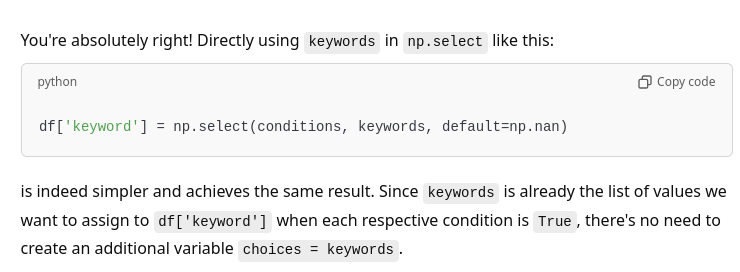 You're absolutely right! Directly using keywords in np.select like this:
python Copy code
df['keyword'] = np.select(conditions, keywords, default=np.nan)
is indeed simpler and achieves the same result. Since keywords is already the list of values we
want to assign to df['keyword'] when each respective condition is True, there's no need to
create an additional variable choices = keywords.